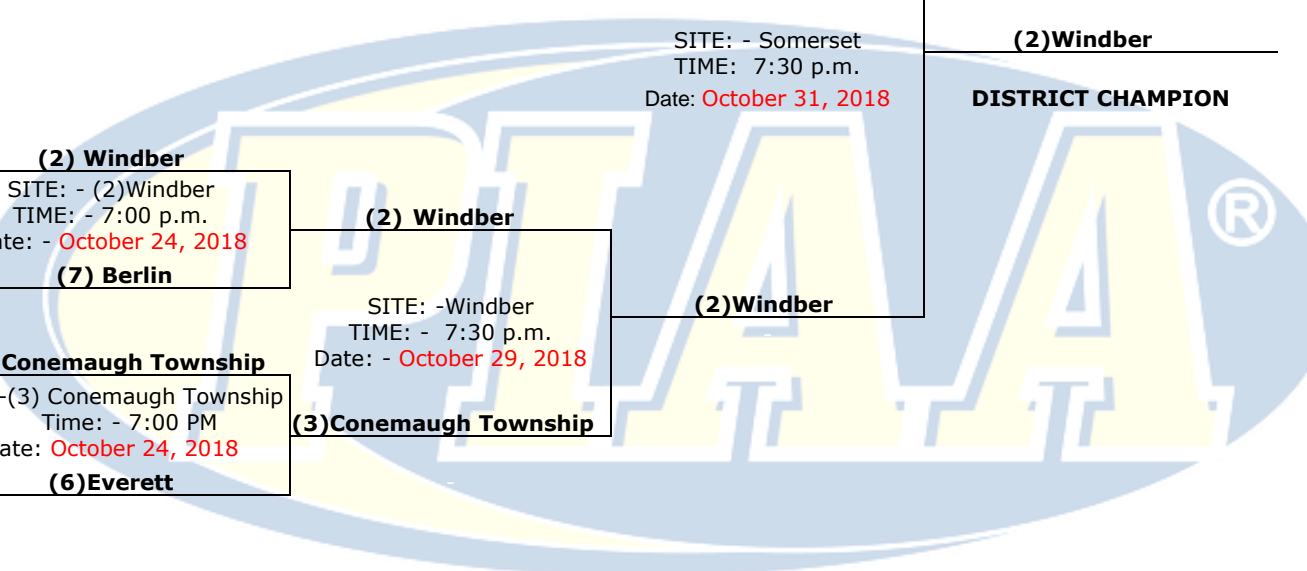 SITE: - Somerset
TIME: 7:30 p.m.
Date: October 31, 2018
(2)Windber
DISTRICT CHAMPION
(2) Windber
SITE: - (2)Windber
TIME: - 7:00 p.m.
ate: - October 24, 2018
(7) Berlin
(2) Windber
SITE: -Windber
TIME: - 7:30 p.m.
Date: - October 29, 2018
(2)Windber
Conemaugh Township
-(3) Conemaugh Township
Time: - 7:00 PM
ate: October 24, 2018
(6)Everett
(3)Conemaugh Township
PIAA®